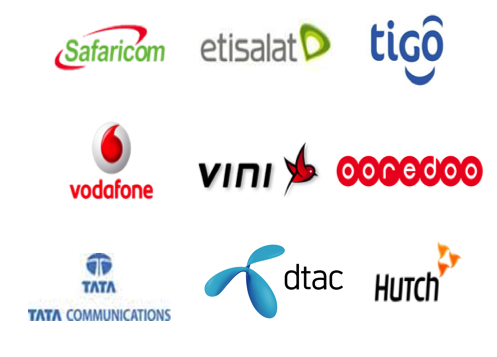 Safaricom
etisalat
tigo
vodafone
VINI
ooredoo
TATA
TATA COMMUNICATIONS
dtac
HUTCH